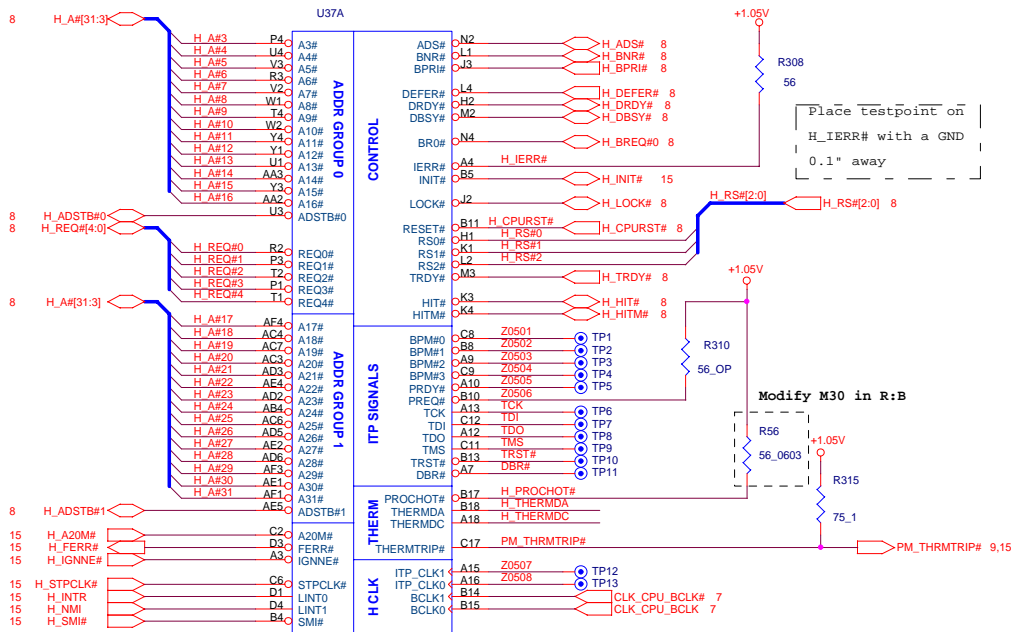 U37A
8 H_A#[31:3]
H_A#3 P4 A3#
H_A#4 U4 A4#
H_A#5 V3 A5#
H_A#6 R3 A6#
H_A#7 V2 A7#
H_A#8 W1 A8#
H_A#9 T4 A9#
H_A#10 W2 A10#
H_A#11 Y4 A11#
H_A#12 Y1 A12#
H_A#13 U1 A13#
H_A#14 AA3 A14#
H_A#15 Y3 A15#
H_A#16 AA2 A16#
8 H_ADSTB#0 U3 ADSTB#0
8 H_REQ#[4:0]
H_REQ#0 R2 REQ0#
H_REQ#1 P3 REQ1#
H_REQ#2 T2 REQ2#
H_REQ#3 P1 REQ3#
H_REQ#4 T1 REQ4#
8 H_A#[31:3]
H_A#17 AF4 A17#
H_A#18 AC4 A18#
H_A#19 AC7 A19#
H_A#20 AC3 A20#
H_A#21 AD3 A21#
H_A#22 AE4 A22#
H_A#23 AD2 A23#
H_A#24 AB4 A24#
H_A#25 AC6 A25#
H_A#26 AD5 A26#
H_A#27 AE2 A27#
H_A#28 AD6 A28#
H_A#29 AF3 A29#
H_A#30 AE1 A30#
H_A#31 AF1 A31#
8 H_ADSTB#1 AE5 ADSTB#1
15 H_A20M# C2 A20M#
15 H_FERR# D3 FERR#
15 H_IGNNE# A3 IGNNE#
15 H_STPCLK# C6 STPCLK#
15 H_INTR D1 LINT0
15 H_NMI D4 LINT1
15 H_SMI# B4 SMI#
ADDR GROUP 0
ADDR GROUP 1
CONTROL
ITP SIGNALS
THERM
H CLK
ADS# N2 H_ADS# 8
BNR# L1 H_BNR# 8
BPRI# J3 H_BPRI# 8
DEFER# L4 H_DEFER# 8
DRDY# H2 H_DRDY# 8
DBSY# M2 H_DBSY# 8
BR0# N4 H_BREQ#0 8
IERR# A4 H_IERR#
INIT# B5 H_INIT# 15
LOCK# J2 H_LOCK# 8
RESET# B11 H_CPURST# H_CPURST# 8
RS0# H1 H_RS#0
RS1# K1 H_RS#1
RS2# L2 H_RS#2
TRDY# M3 H_TRDY# 8
HIT# K3 H_HIT# 8
HITM# K4 H_HITM# 8
BPM#0 C8 Z0501 TP1
BPM#1 B8 Z0502 TP2
BPM#2 A9 Z0503 TP3
BPM#3 C9 Z0504 TP4
PRDY# A10 Z0505 TP5
PREQ# B10 Z0506
TCK A13 TCK TP6
TDI C12 TDI TP7
TDO A12 TDO TP8
TMS C11 TMS TP9
TRST# B13 TRST# TP10
DBR# A7 DBR# TP11
PROCHOT# B17 H_PROCHOT#
THERMDA B18 H_THERMDA
THERMDC A18 H_THERMDC
THERMTRIP# C17 PM_THRMTRIP# PM_THRMTRIP# 9,15
ITP_CLK1 A15 Z0507 TP12
ITP_CLK0 A16 Z0508 TP13
BCLK1 B14 CLK_CPU_BCLK# 7
BCLK0 B15 CLK_CPU_BCLK 7
+1.05V
R308
56
Place testpoint on
H_IERR# with a GND
0.1" away
H_RS#[2:0] H_RS#[2:0] 8
+1.05V
R310
56_OP
Modify M30 in R:B
R56
56_0603
+1.05V
R315
75_1